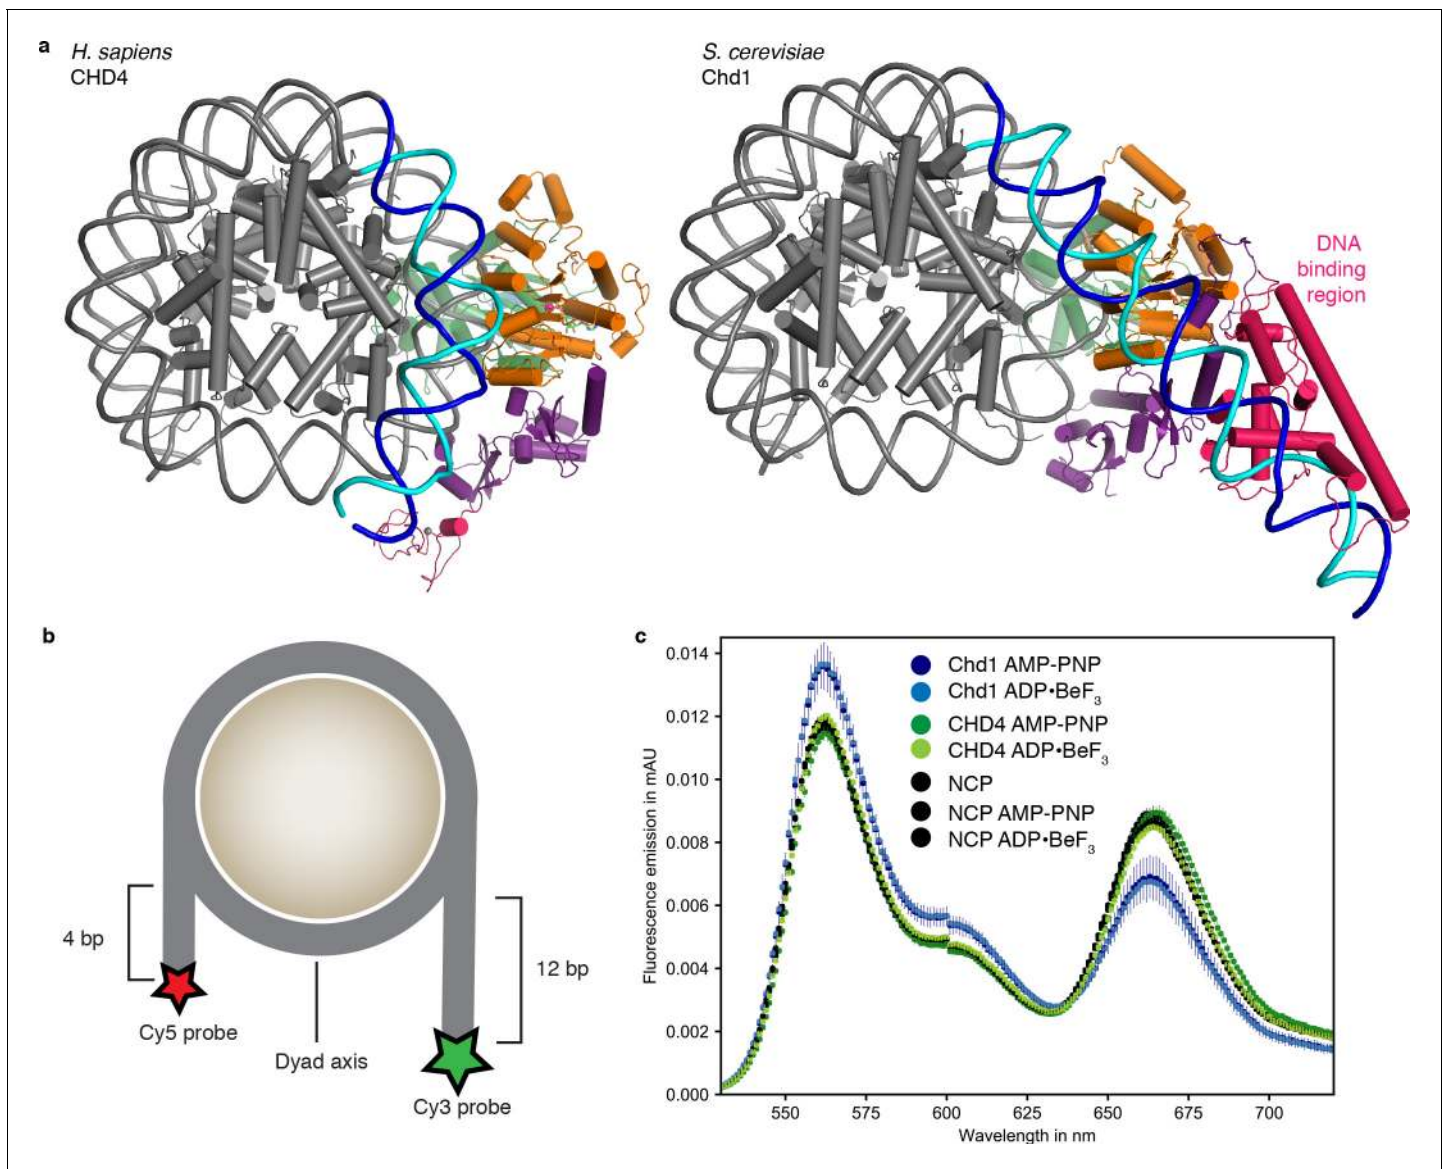 a
H. sapiens
CHD4
S. cerevisiae
Chd1
DNA
binding
region
b
4 bp
12 bp
Cy5 probe
Dyad axis
Cy3 probe
c
Fluorescence emission in mAU
0.014
0.012
0.010
0.008
0.006
0.004
0.002
0.000
Chd1 AMP-PNP
Chd1 ADP•BeF₃
CHD4 AMP-PNP
CHD4 ADP•BeF₃
NCP
NCP AMP-PNP
NCP ADP•BeF₃
550 575 600 625 650 675 700
Wavelength in nm